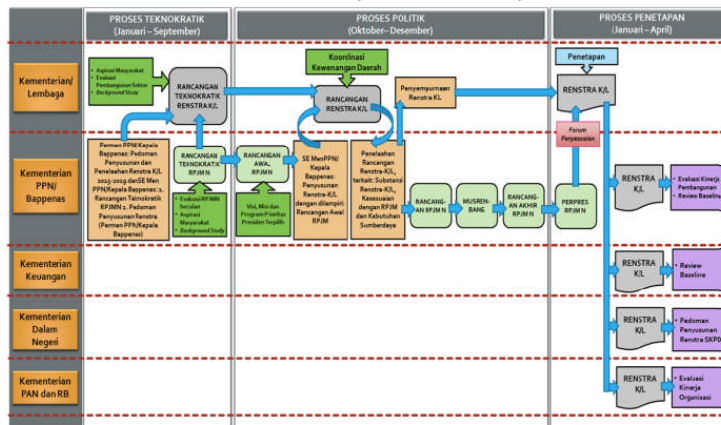 PROSES TEKNOKRATIK
(Januari – September)
PROSES POLITIK
(Oktober– Desember)
PROSES PENETAPAN
(Januari – April)
Kementerian/
Lembaga
• Aspirasi Masyarakat
• Evaluasi
Pembangunan Sektor
• Background Study
RANCANGAN
TEKNOKRATIK
RENSTRA K/L
Koordinasi
Kewenangan Daerah
RANCANGAN
RENSTRA K/L
Penyempurnaan
Renstra KL
Penetapan
RENSTRA K/L
Forum
Penyesuaian
Kementerian
PPN/
Bappenas
Permen PPN/Kepala
Bappenas: Pedoman
Penyusunan dan
Penelaahan Renstra K/L
2015-2019 dan SE Men
PPN/Kepala Bappenas: 1.
Rancangan Teknokratik
RPJMN 2. Pedoman
Penyusunan Renstra
(Permen PPN/Kepala
Bappenas)
RANCANGAN
TEKNOKRATIK
RPJM N
• Evaluasi RPJMN
Berjalan
• Aspirasi
Masyarakat
• Background Study
RANCANGAN
AWAL
RPJMN
Visi, Misi dan
Program Prioritas
Presiden Terpilih
SE MenPPN/
Kepala
Bappenas:
Penyusunan
Renstra-K/L
dengan dilampiri:
Rancangan Awal
RPJM
Penelaahan
Rancangan
Renstra-K/L,
terkait: Substansi
Renstra-K/L,
Kesesuaian
dengan RPJM
dan Kebutuhan
Sumberdaya
RANCANG-
AN RPJM N
MUSREN-
BANG
RANCANG-
AN AKHIR
RPJM N
PERPRES
RPJM N
RENSTRA
K/L
• Evaluasi Kinerja
Pembangunan
• Review Baseline
Kementerian
Keuangan
RENSTRA
K/L
• Review
Baseline
Kementerian
Dalam
Negeri
RENSTRA
K/L
• Pedoman
Penyusunan
Renstra SKPD
Kementerian
PAN dan RB
RENSTRA
K/L
• Evaluasi
Kinerja
Organisasi